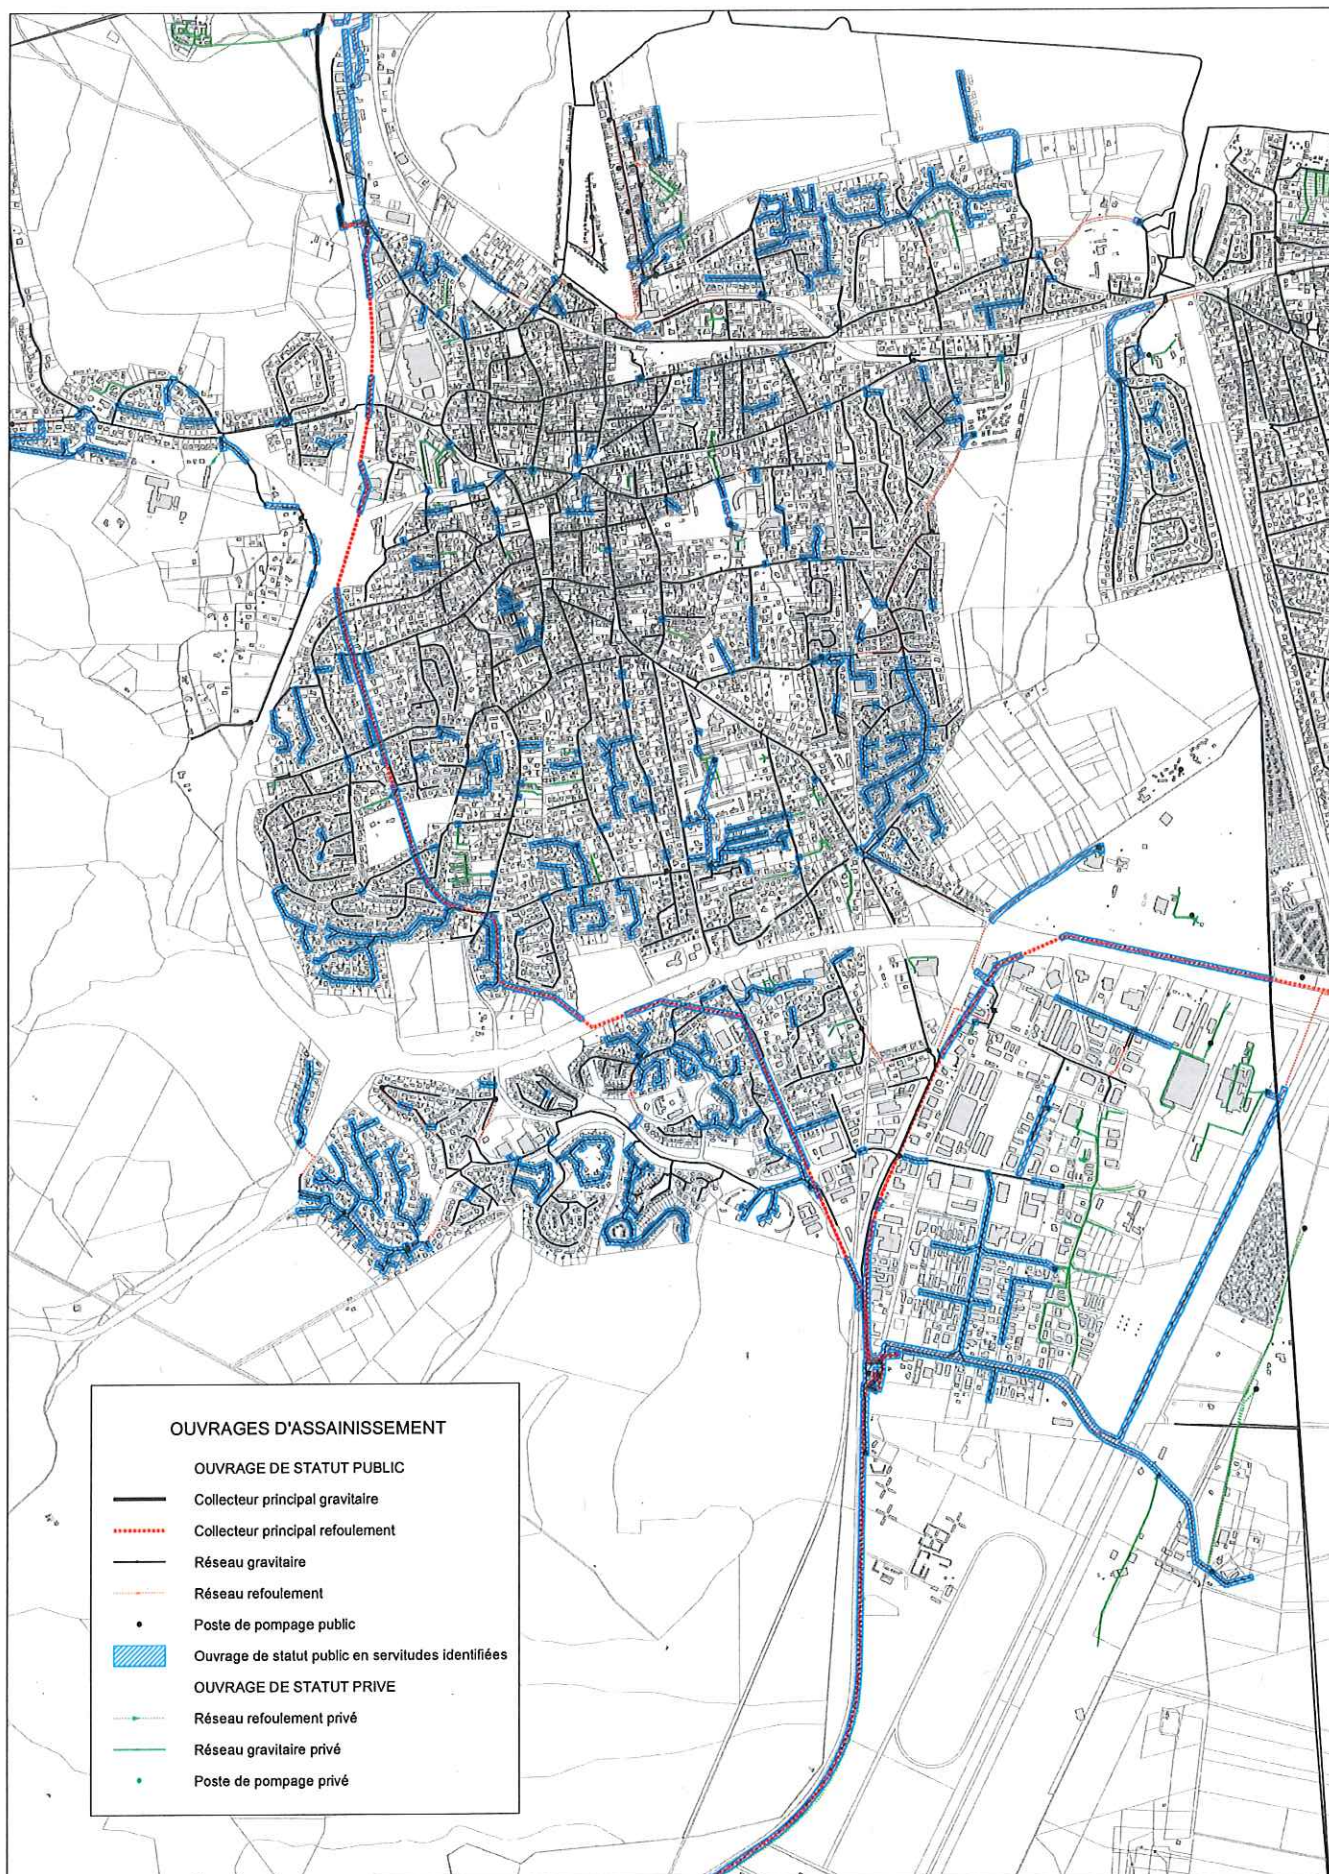 OUVRAGES D'ASSAINISSEMENT
OUVRAGE DE STATUT PUBLIC
Collecteur principal gravitaire
Collecteur principal refoulement
Réseau gravitaire
Réseau refoulement
Poste de pompage public
Ouvrage de statut public en servitudes identifiées
OUVRAGE DE STATUT PRIVE
Réseau refoulement privé
Réseau gravitaire privé
Poste de pompage privé